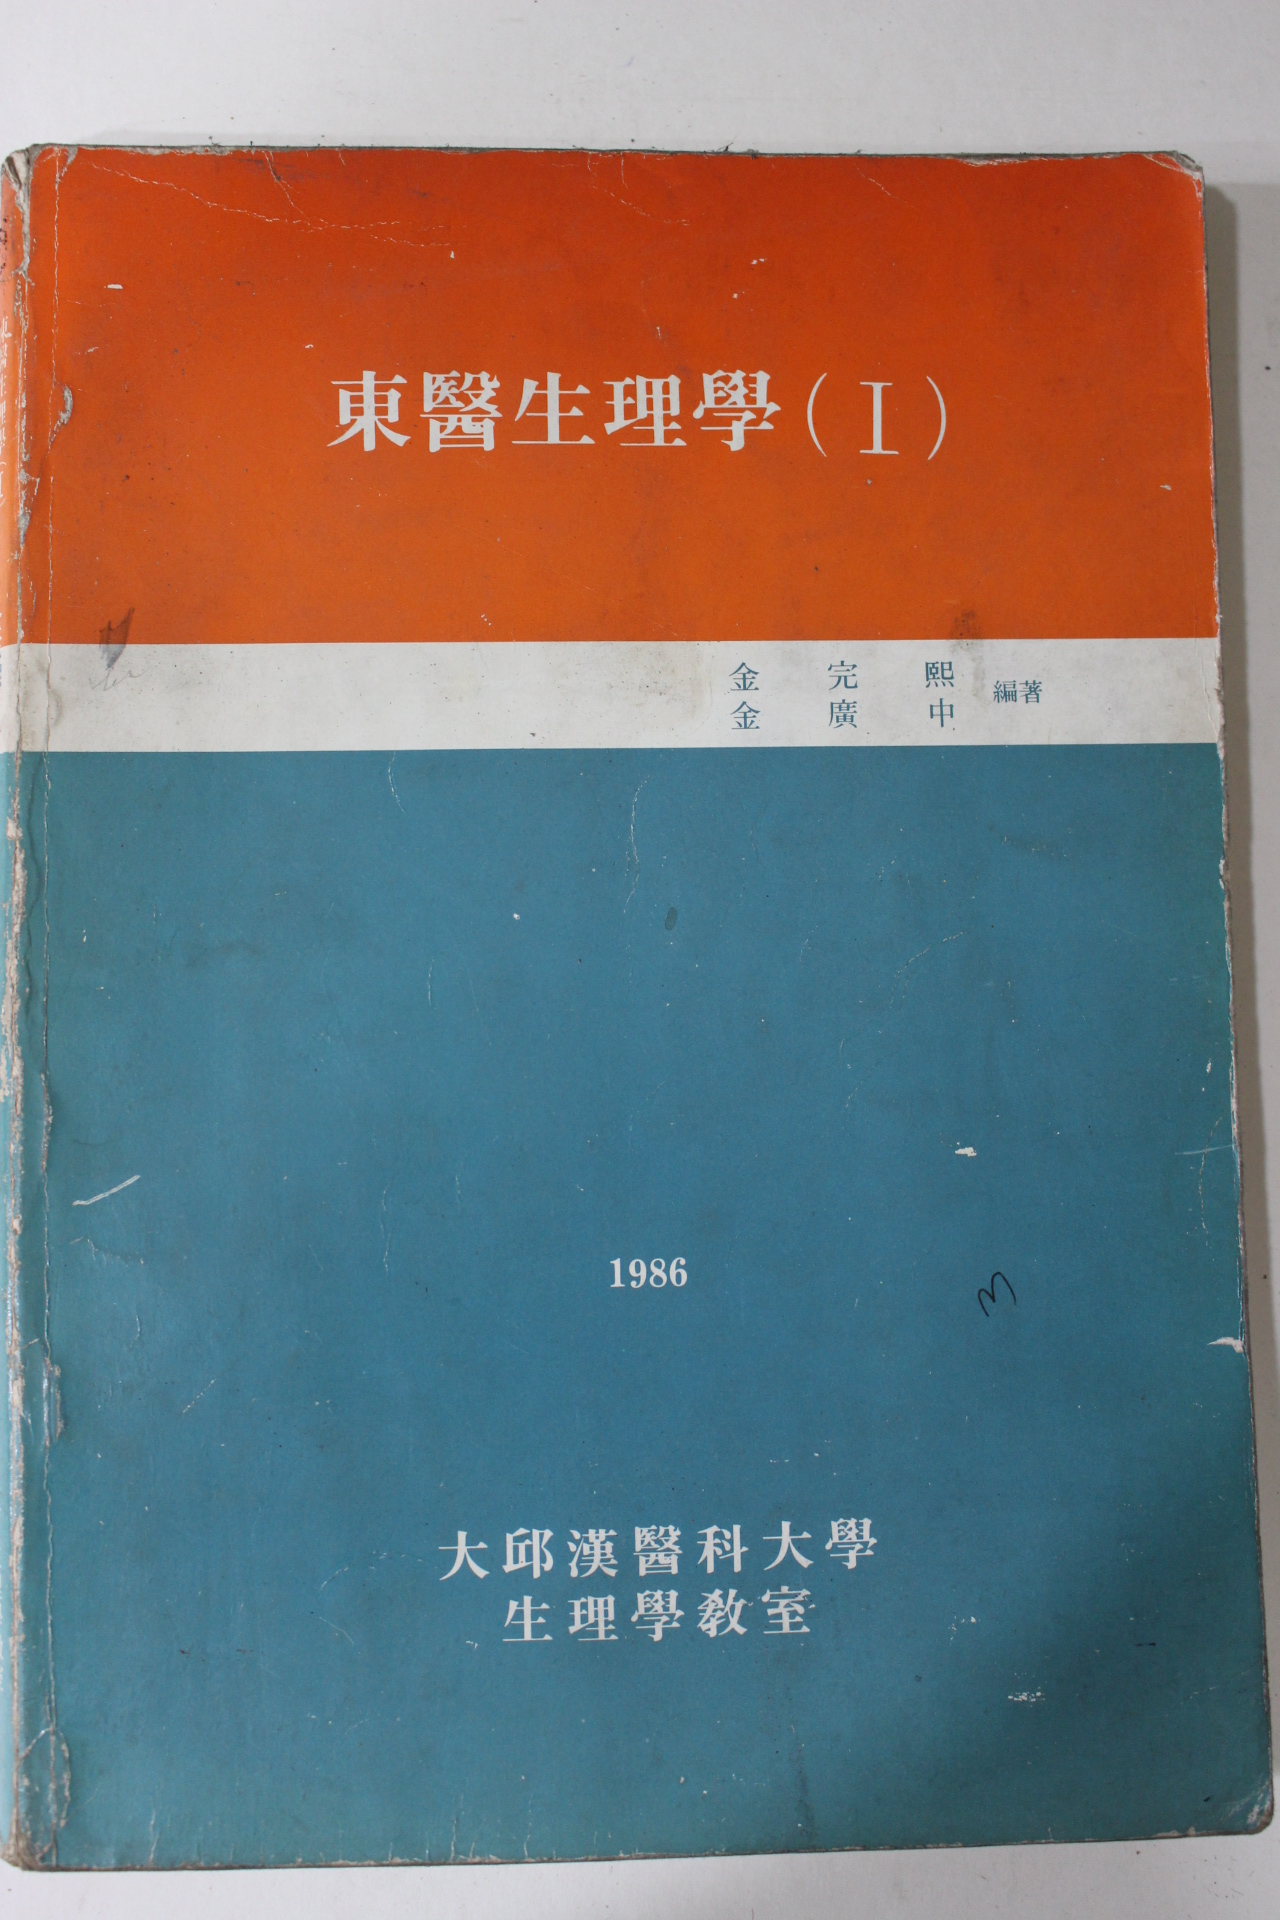 東醫生理學(I)
金完熙
金廣中 編著
1986
大邱漢醫科大學
生理學敎室